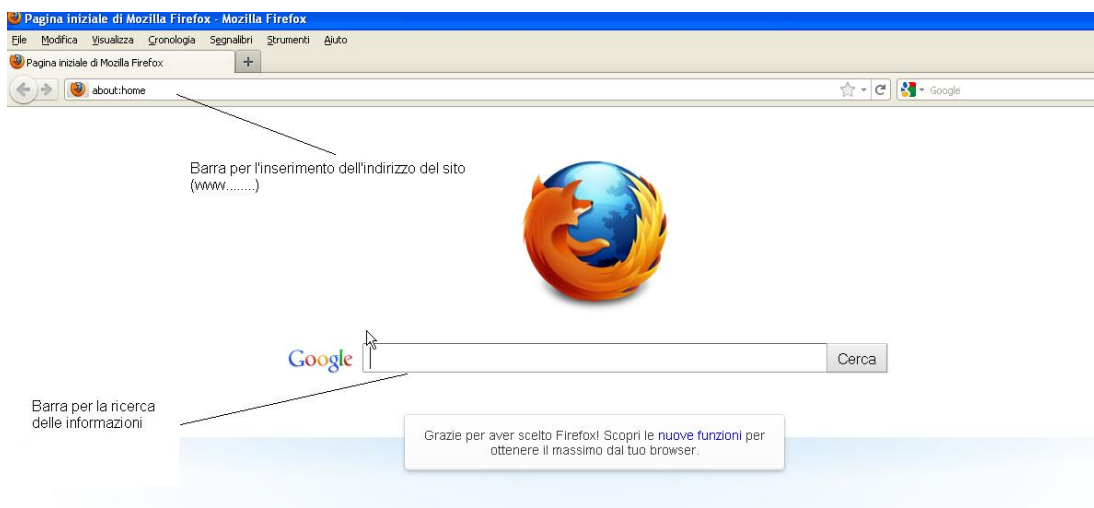 Pagina iniziale di Mozilla Firefox - Mozilla Firefox
File Modifica Visualizza Cronologia Segnalibri Strumenti Aiuto
Pagina iniziale di Mozilla Firefox +
about:home Google
Barra per l'inserimento dell'indirizzo del sito
(www........)
Google Cerca
Barra per la ricerca
delle informazioni
Grazie per aver scelto Firefox! Scopri le nuove funzioni per
ottenere il massimo dal tuo browser.